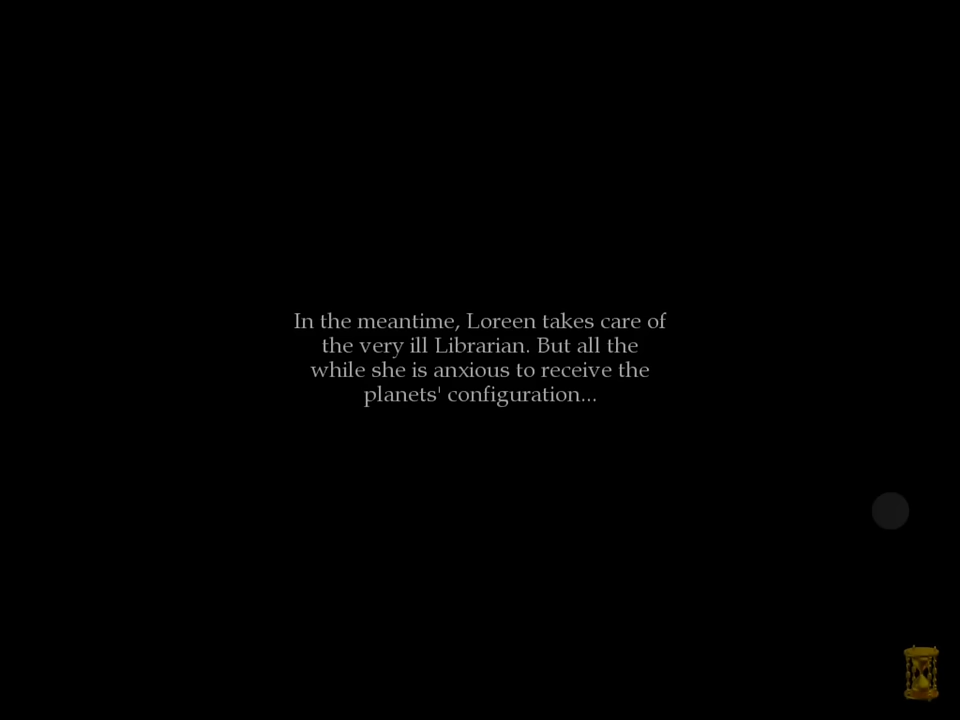 In the meantime, Loreen takes care of
the very ill Librarian. But all the
while she is anxious to receive the
planets' configuration...